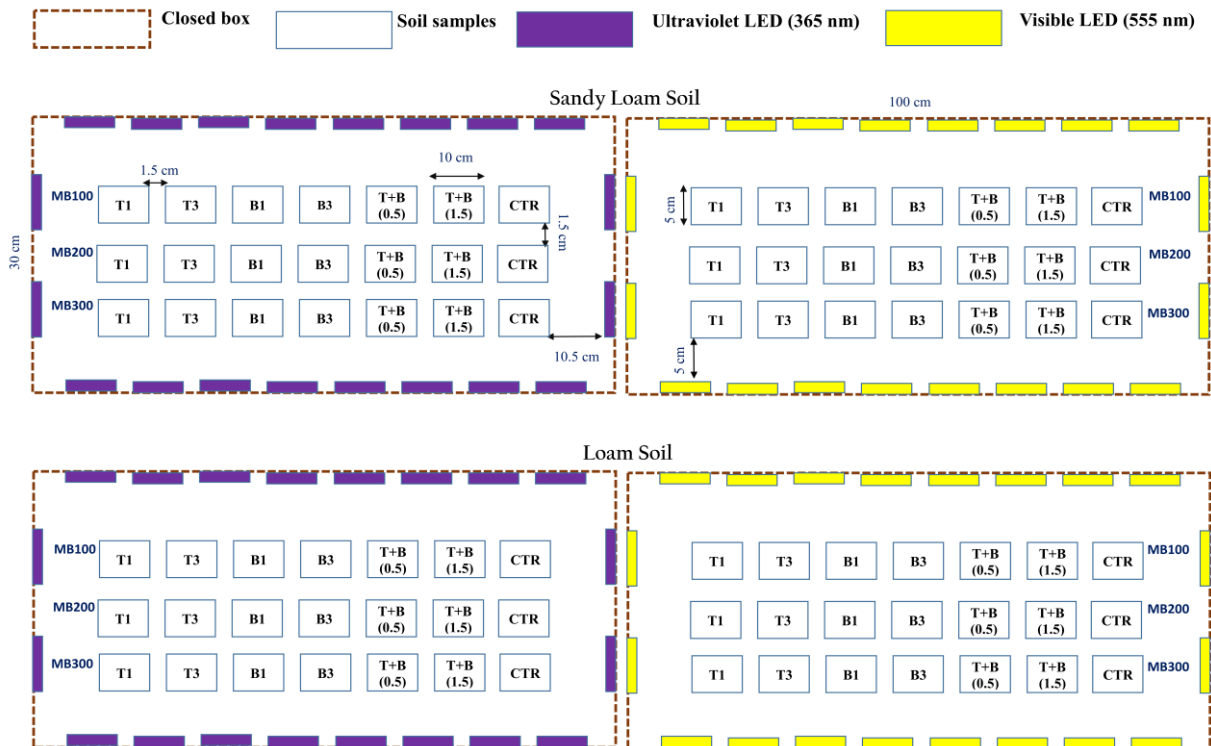 Closed box Soil samples Ultraviolet LED (365 nm) Visible LED (555 nm)
Sandy Loam Soil
100 cm
1.5 cm 10 cm
MB100 T1 T3 B1 B3 T+B (0.5) T+B (1.5) CTR
1.5 cm
30 cm
MB200 T1 T3 B1 B3 T+B (0.5) T+B (1.5) CTR
MB300 T1 T3 B1 B3 T+B (0.5) T+B (1.5) CTR
10.5 cm
5 cm T1 T3 B1 B3 T+B (0.5) T+B (1.5) CTR MB100
T1 T3 B1 B3 T+B (0.5) T+B (1.5) CTR MB200
T1 T3 B1 B3 T+B (0.5) T+B (1.5) CTR MB300
5 cm
Loam Soil
MB100 T1 T3 B1 B3 T+B (0.5) T+B (1.5) CTR
MB200 T1 T3 B1 B3 T+B (0.5) T+B (1.5) CTR
MB300 T1 T3 B1 B3 T+B (0.5) T+B (1.5) CTR
T1 T3 B1 B3 T+B (0.5) T+B (1.5) CTR MB100
T1 T3 B1 B3 T+B (0.5) T+B (1.5) CTR MB200
T1 T3 B1 B3 T+B (0.5) T+B (1.5) CTR MB300